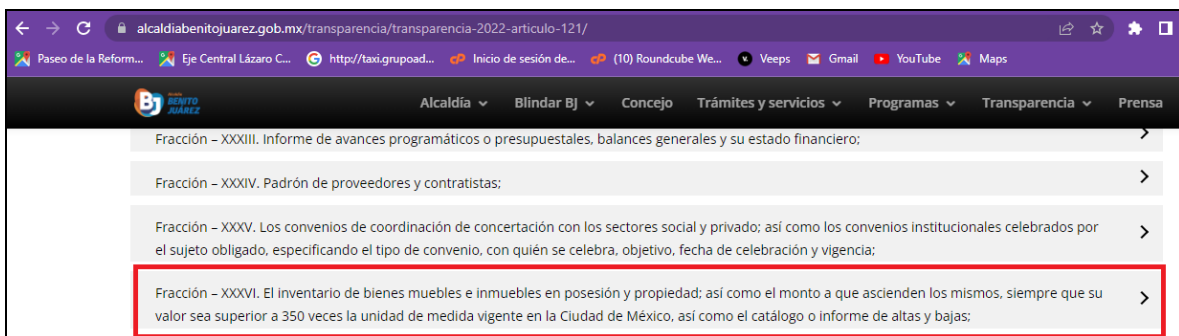 alcaldiabenitojuarez.gob.mx/transparencia/transparencia-2022-articulo-121/
Paseo de la Reform... Eje Central Lázaro C... http://taxi.grupoad... Inicio de sesión de... (10) Roundcube We... Veeps Gmail YouTube Maps
BJ BENITO JUÁREZ Alcaldía Blindar BJ Concejo Trámites y servicios Programas Transparencia Prensa
Fracción – XXXIII. Informe de avances programáticos o presupuestales, balances generales y su estado financiero;
Fracción – XXXIV. Padrón de proveedores y contratistas;
Fracción – XXXV. Los convenios de coordinación de concertación con los sectores social y privado; así como los convenios institucionales celebrados por
el sujeto obligado, especificando el tipo de convenio, con quién se celebra, objetivo, fecha de celebración y vigencia;
Fracción – XXXVI. El inventario de bienes muebles e inmuebles en posesión y propiedad; así como el monto a que ascienden los mismos, siempre que su
valor sea superior a 350 veces la unidad de medida vigente en la Ciudad de México, así como el catálogo o informe de altas y bajas;